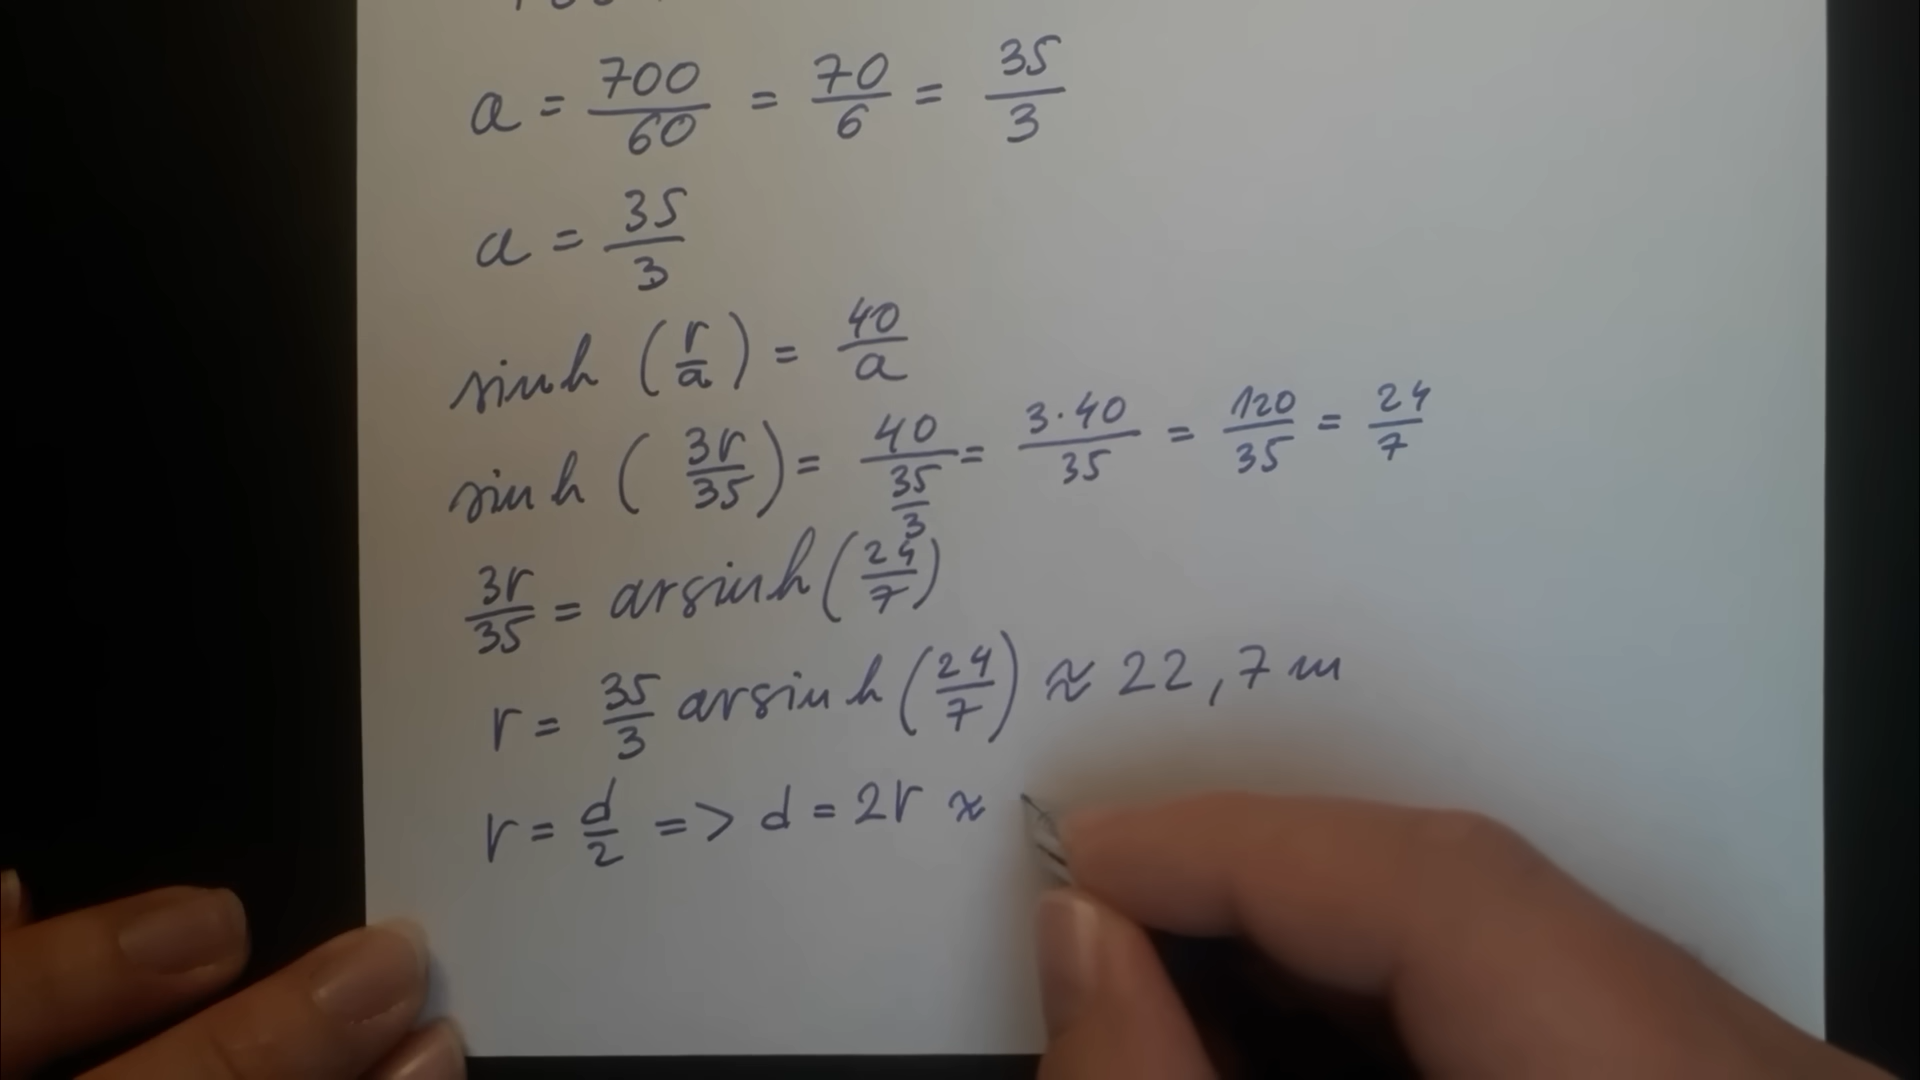 a = 700/60 = 70/6 = 35/3
a = 35/3
sinh (r/a) = 40/a
sinh (3r/35) = 40/(35/3) = 3·40/35 = 120/35 = 24/7
3r/35 = arsinh(24/7)
r = 35/3 arsinh(24/7) ≈ 22,7 m
r = d/2 => d = 2r ≈